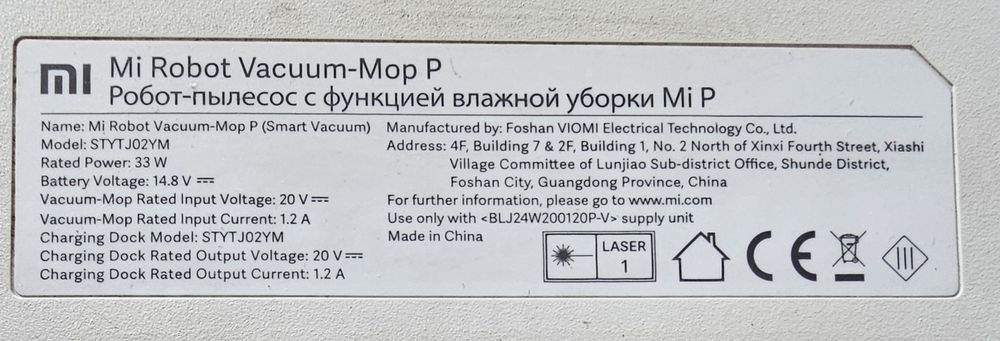 mi
Mi Robot Vacuum-Mop P
Робот-пылесос с функцией влажной уборки Mi P
Name: Mi Robot Vacuum-Mop P (Smart Vacuum)
Model: STYTJ02YM
Rated Power: 33 W
Battery Voltage: 14.8 V ⎓
Vacuum-Mop Rated Input Voltage: 20 V ⎓
Vacuum-Mop Rated Input Current: 1.2 A
Charging Dock Model: STYTJ02YM
Charging Dock Rated Output Voltage: 20 V ⎓
Charging Dock Rated Output Current: 1.2 A
Manufactured by: Foshan VIOMI Electrical Technology Co., Ltd.
Address: 4F, Building 7 & 2F, Building 1, No. 2 North of Xinxi Fourth Street, Xiashi
Village Committee of Lunjiao Sub-district Office, Shunde District,
Foshan City, Guangdong Province, China
For further information, please go to www.mi.com
Use only with <BLJ24W200120P-V> supply unit
Made in China
LASER
1
CE
III